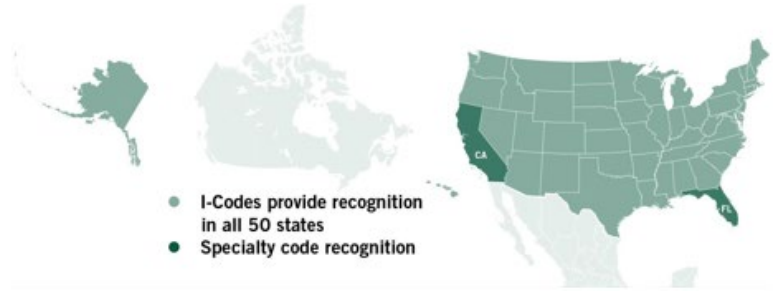 CA
FL
I-Codes provide recognition
in all 50 states
Specialty code recognition